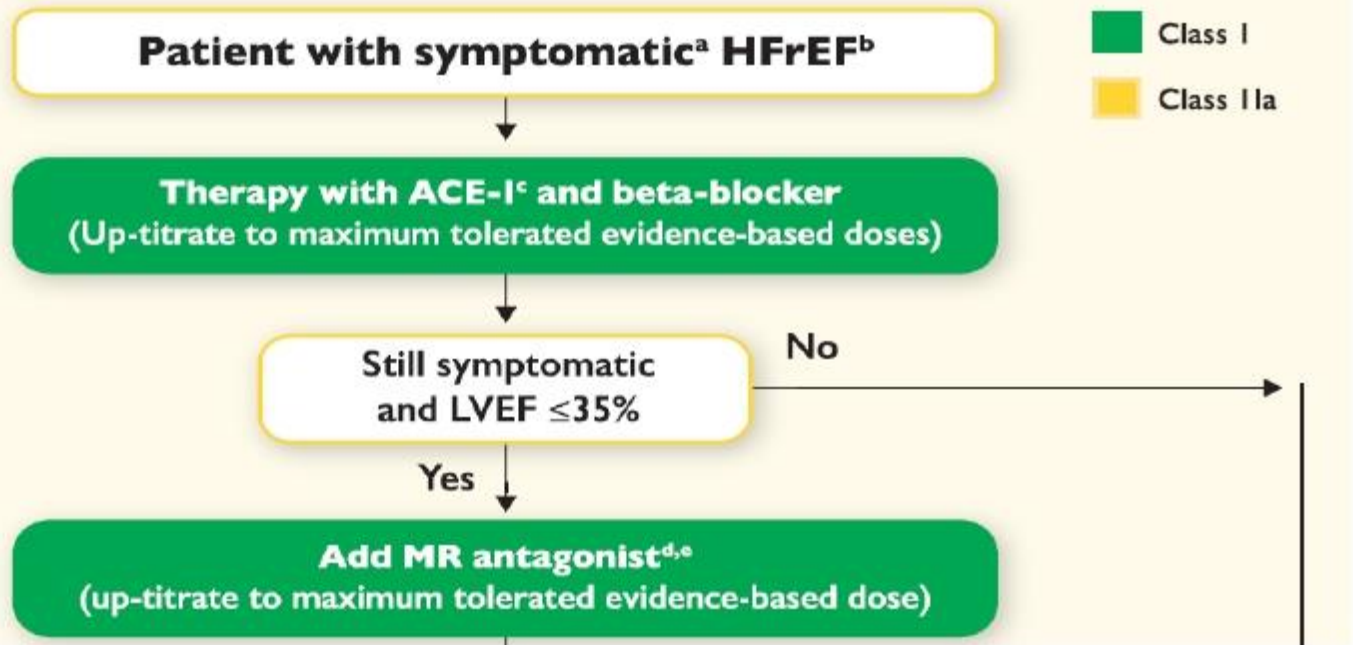 Patient with symptomaticᵃ HFrEFᵇ
Class I
Class IIa
Therapy with ACE-Iᶜ and beta-blocker
(Up-titrate to maximum tolerated evidence-based doses)
Still symptomatic
and LVEF ≤35%
No
Yes
Add MR antagonistᵈ,ᵉ
(up-titrate to maximum tolerated evidence-based dose)